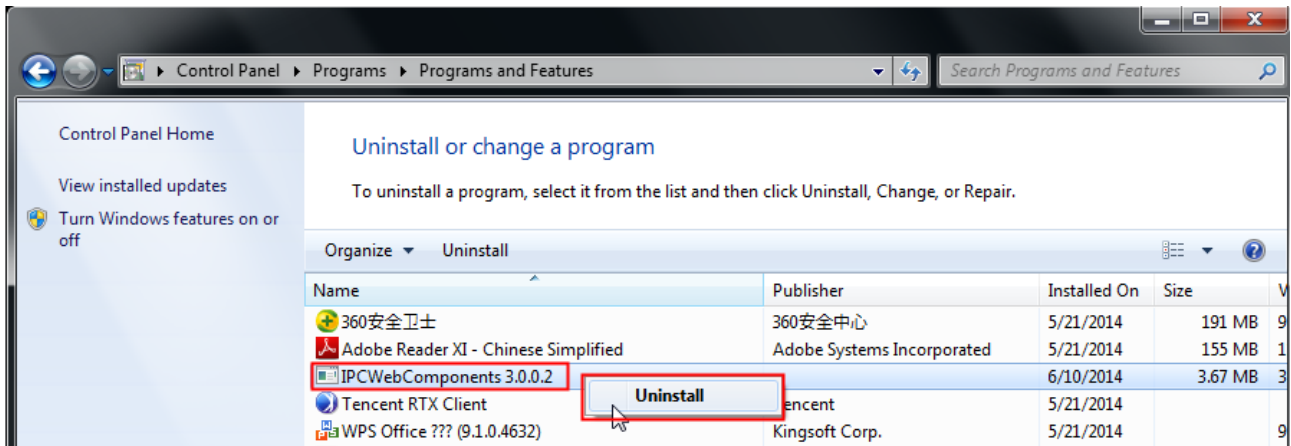 Control Panel ▸ Programs ▸ Programs and Features
Search Programs and Features
Control Panel Home
View installed updates
Turn Windows features on or
off
Uninstall or change a program
To uninstall a program, select it from the list and then click Uninstall, Change, or Repair.
Organize Uninstall
Name Publisher Installed On Size V
360安全卫士 360安全中心 5/21/2014 191 MB 9
Adobe Reader XI - Chinese Simplified Adobe Systems Incorporated 5/21/2014 155 MB 1
IPCWebComponents 3.0.0.2 6/10/2014 3.67 MB 3
Uninstall
Tencent RTX Client encent 5/21/2014
WPS Office ??? (9.1.0.4632) Kingsoft Corp. 5/21/2014 9